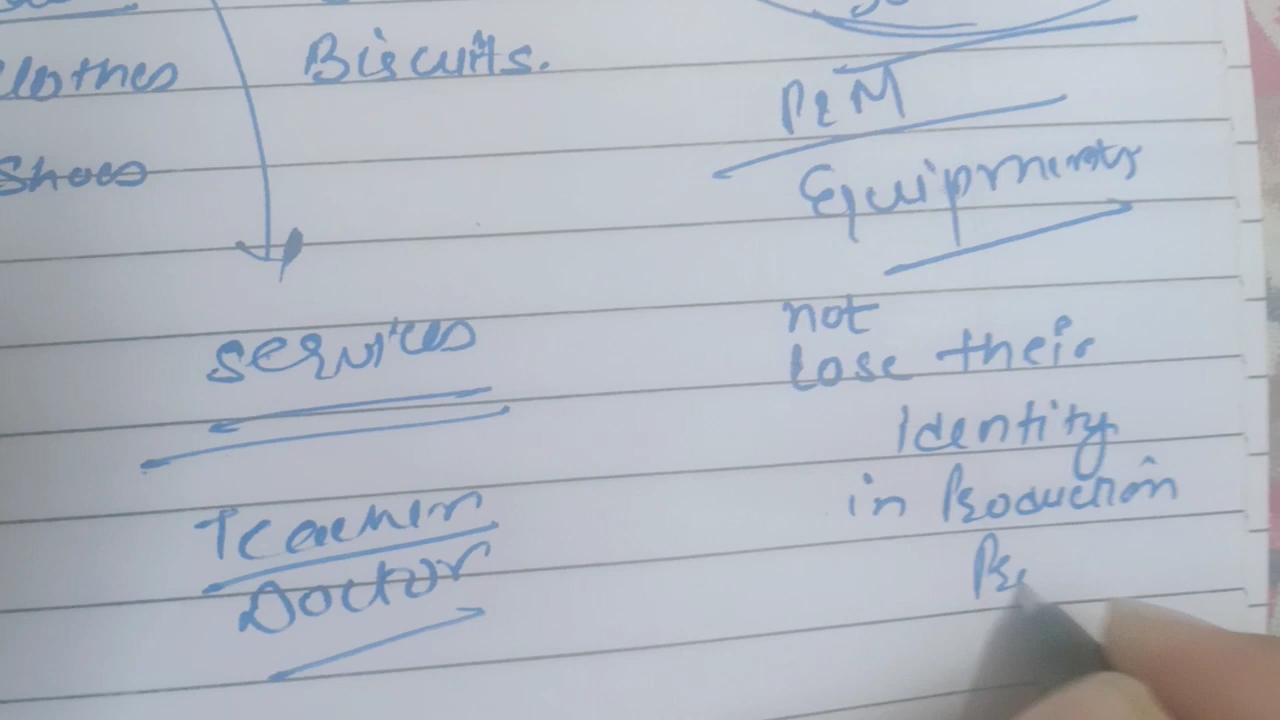 Clothes
Biscuits.
Shoes
P&M
Equipments
services
not
lose their
Identity
in Production
Teacher
Doctor